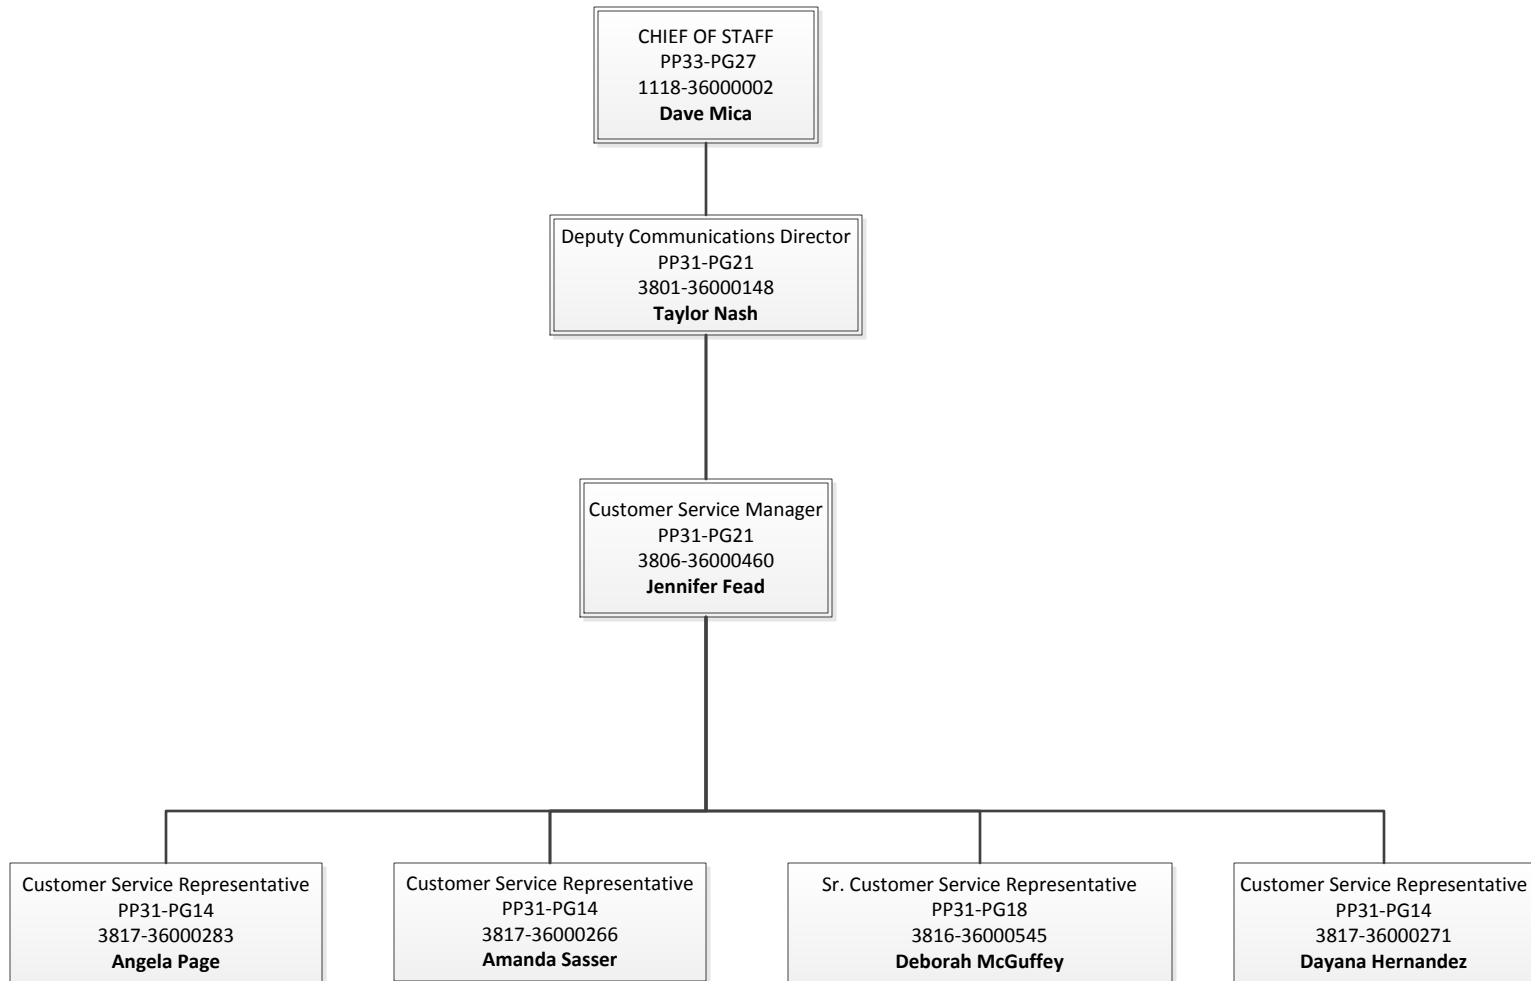 CHIEF OF STAFF
PP33-PG27
1118-36000002
Dave Mica
Deputy Communications Director
PP31-PG21
3801-36000148
Taylor Nash
Customer Service Manager
PP31-PG21
3806-36000460
Jennifer Fead
Customer Service Representative
PP31-PG14
3817-36000283
Angela Page
Customer Service Representative
PP31-PG14
3817-36000266
Amanda Sasser
Sr. Customer Service Representative
PP31-PG18
3816-36000545
Deborah McGuffey
Customer Service Representative
PP31-PG14
3817-36000271
Dayana Hernandez